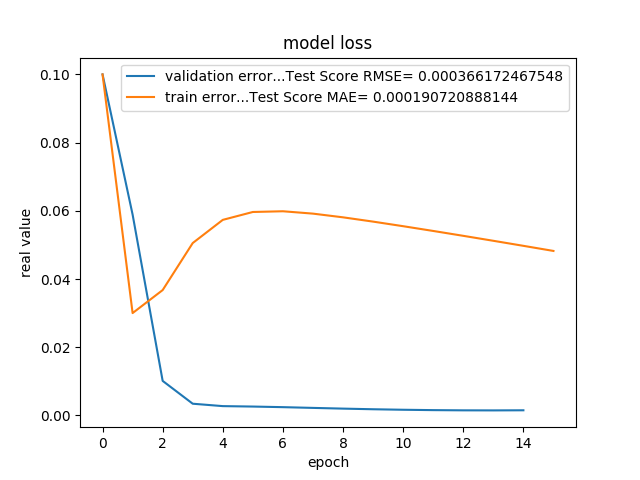 model loss
validation error...Test Score RMSE= 0.000366172467548
train error...Test Score MAE= 0.000190720888144
real value
0.10
0.08
0.06
0.04
0.02
0.00
0 2 4 6 8 10 12 14
epoch